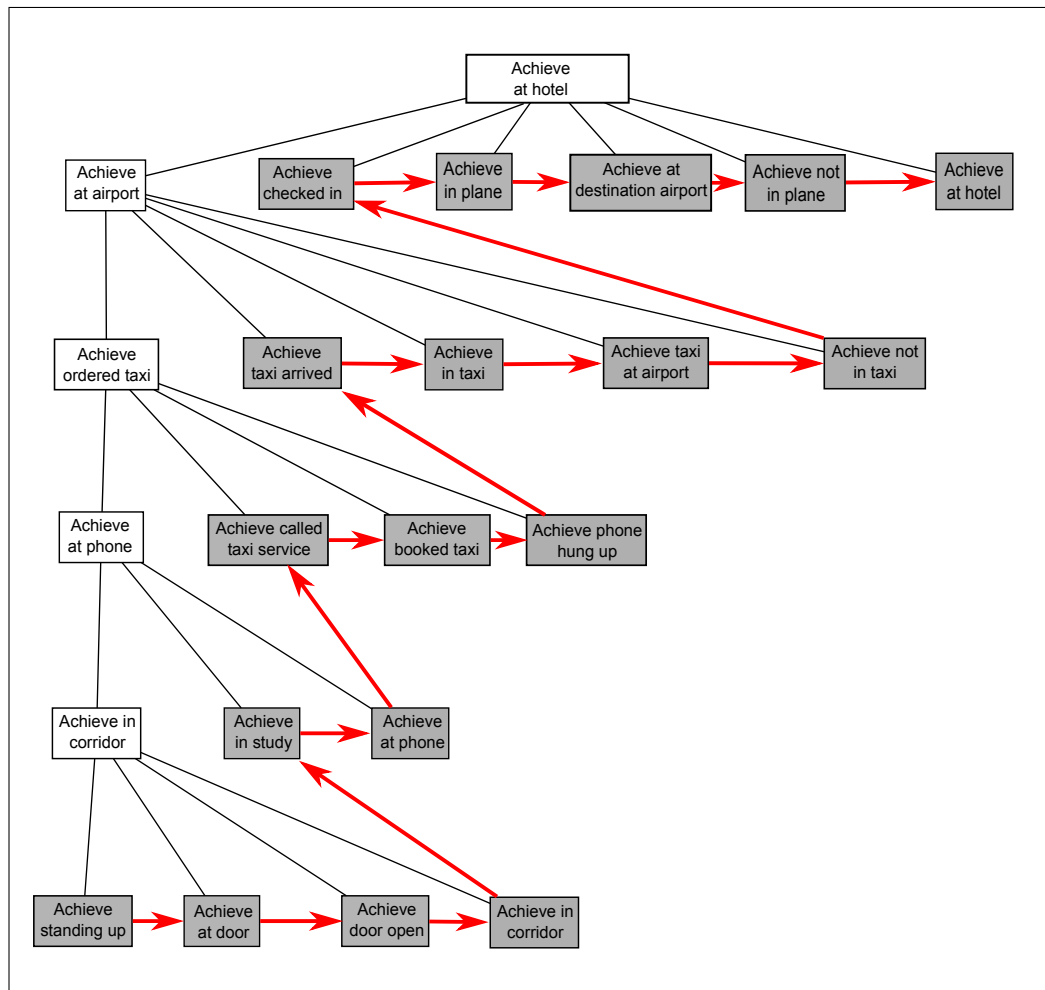 Achieve
at hotel
Achieve
at airport
Achieve
checked in
Achieve
in plane
Achieve at
destination airport
Achieve not
in plane
Achieve
at hotel
Achieve
ordered taxi
Achieve
taxi arrived
Achieve
in taxi
Achieve taxi
at airport
Achieve not
in taxi
Achieve
at phone
Achieve called
taxi service
Achieve
booked taxi
Achieve phone
hung up
Achieve in
corridor
Achieve
in study
Achieve
at phone
Achieve
standing up
Achieve
at door
Achieve
door open
Achieve in
corridor